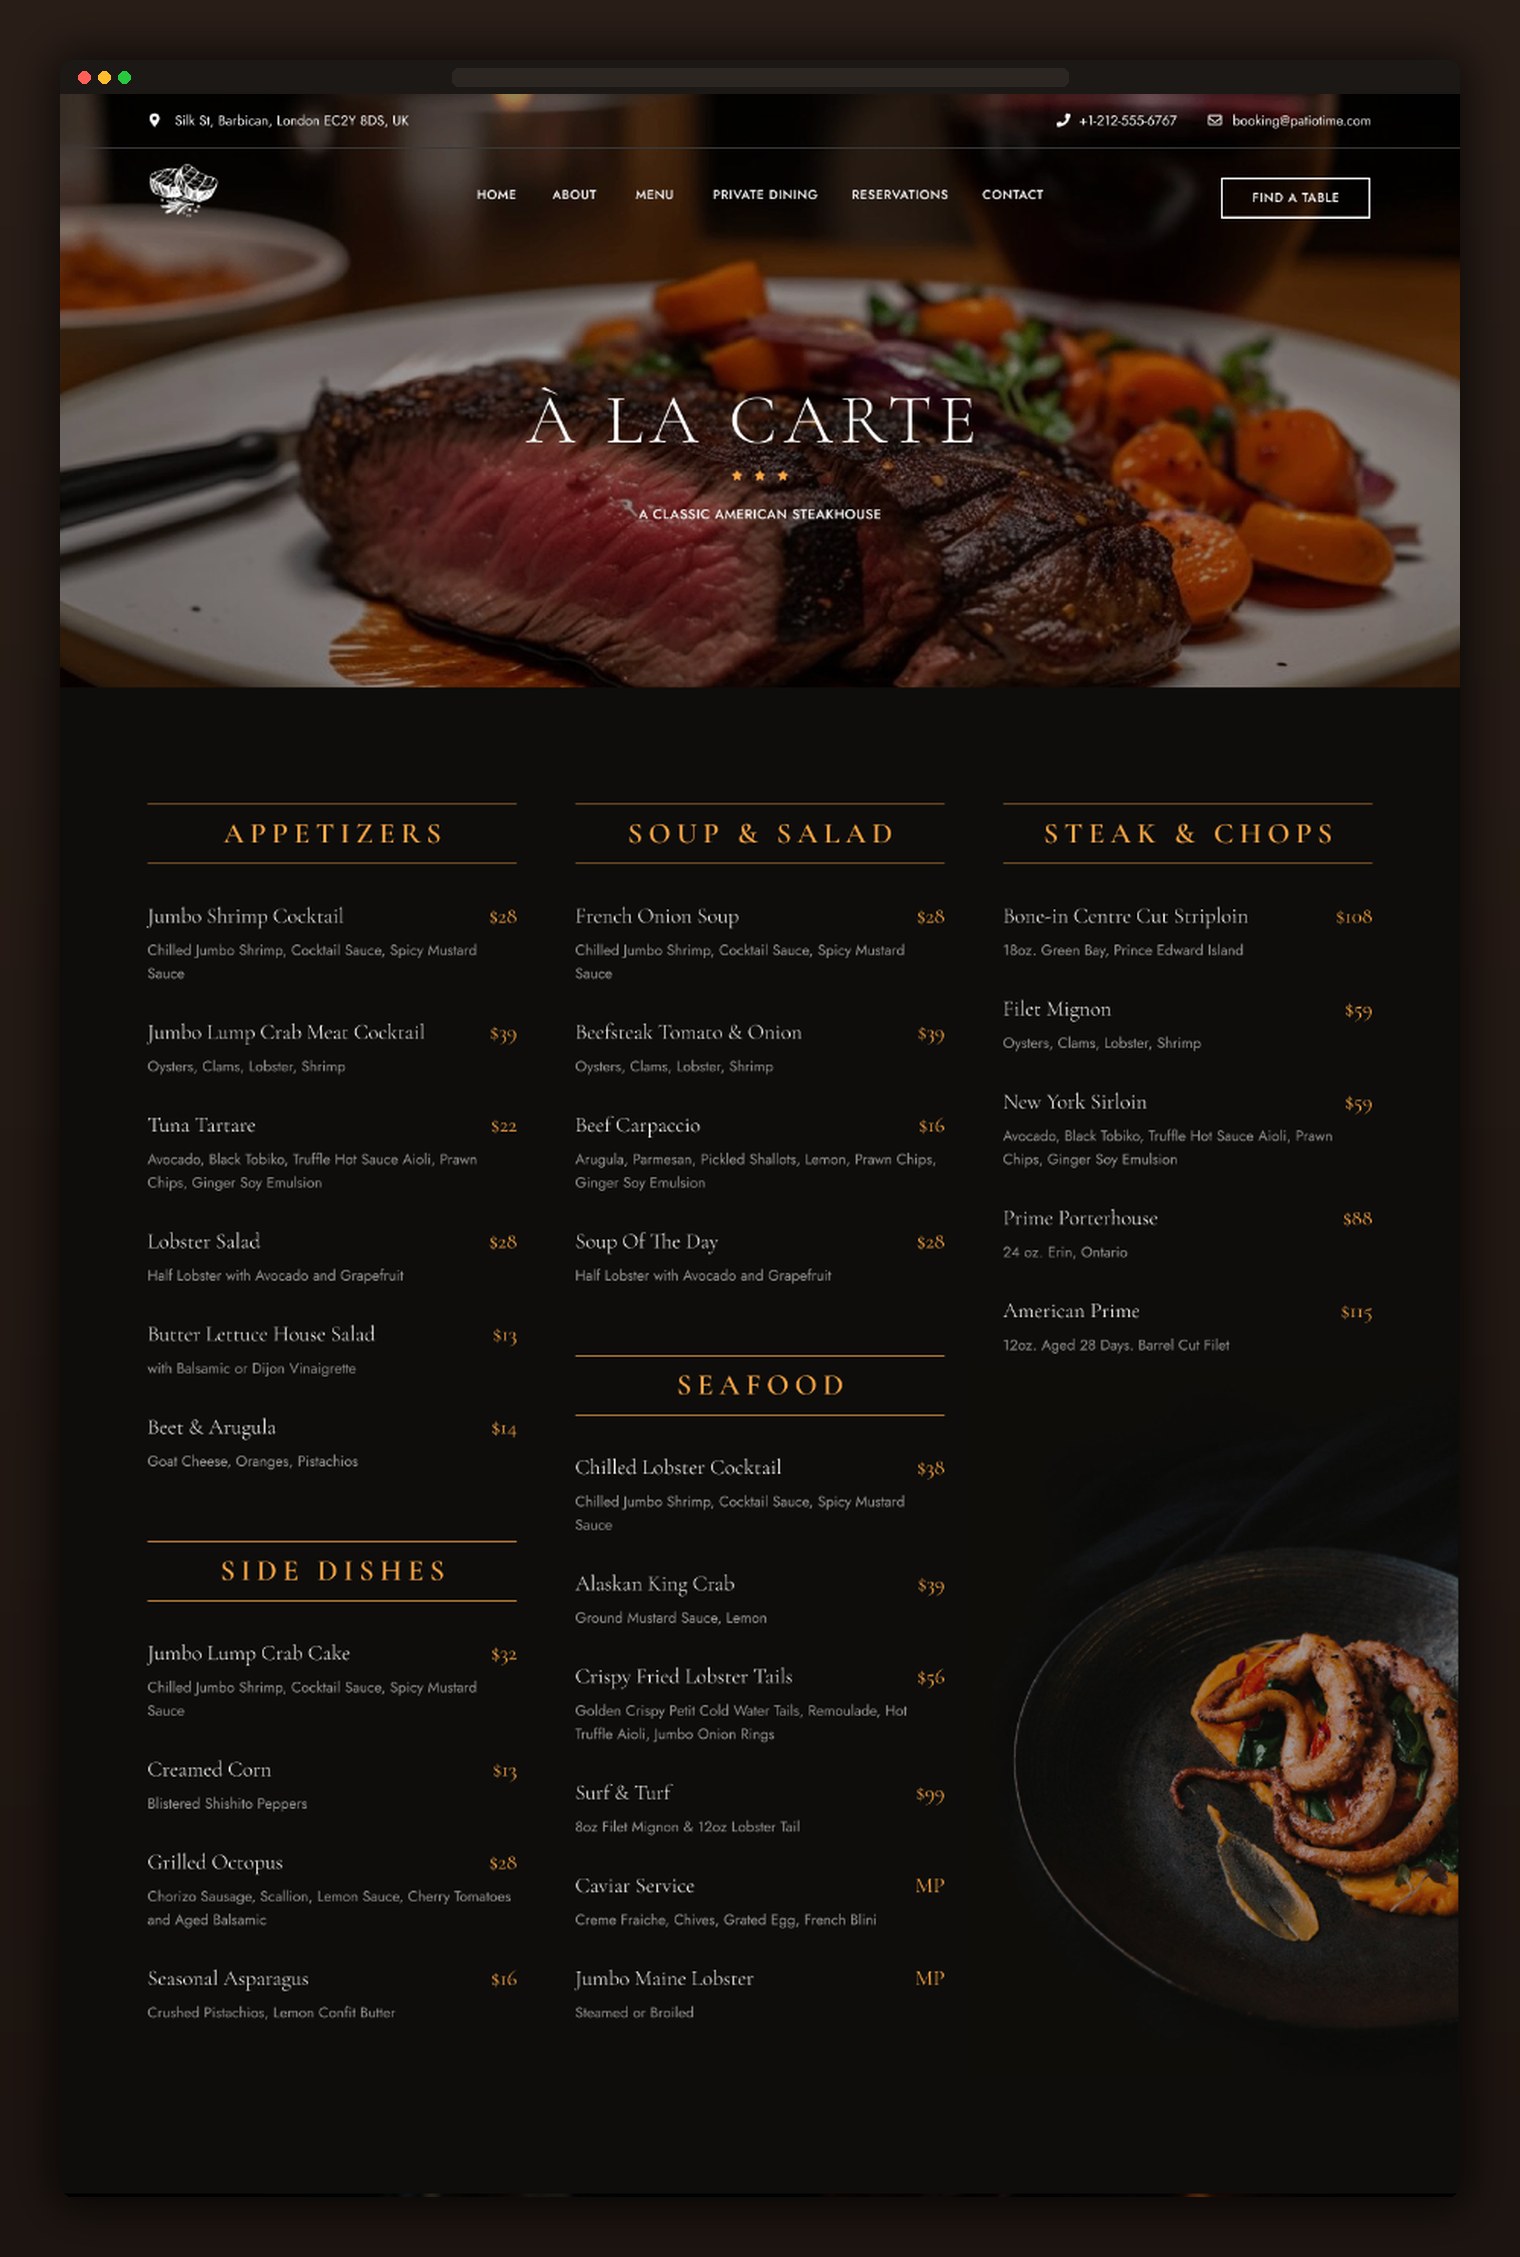 Silk St, Barbican, London EC2Y 8DS, UK
+1-212-555-6767
booking@patiotime.com
HOME
ABOUT
MENU
PRIVATE DINING
RESERVATIONS
CONTACT
FIND A TABLE
À LA CARTE
A CLASSIC AMERICAN STEAKHOUSE
APPETIZERS
Jumbo Shrimp Cocktail $28
Chilled Jumbo Shrimp, Cocktail Sauce, Spicy Mustard
Sauce
Jumbo Lump Crab Meat Cocktail $39
Oysters, Clams, Lobster, Shrimp
Tuna Tartare $22
Avocado, Black Tobiko, Truffle Hot Sauce Aioli, Prawn
Chips, Ginger Soy Emulsion
Lobster Salad $28
Half Lobster with Avocado and Grapefruit
Butter Lettuce House Salad $13
with Balsamic or Dijon Vinaigrette
Beet & Arugula $14
Goat Cheese, Oranges, Pistachios
SIDE DISHES
Jumbo Lump Crab Cake $32
Chilled Jumbo Shrimp, Cocktail Sauce, Spicy Mustard
Sauce
Creamed Corn $13
Blistered Shishito Peppers
Grilled Octopus $28
Chorizo Sausage, Scallion, Lemon Sauce, Cherry Tomatoes
and Aged Balsamic
Seasonal Asparagus $16
Crushed Pistachios, Lemon Confit Butter
SOUP & SALAD
French Onion Soup $28
Chilled Jumbo Shrimp, Cocktail Sauce, Spicy Mustard
Sauce
Beefsteak Tomato & Onion $39
Oysters, Clams, Lobster, Shrimp
Beef Carpaccio $16
Arugula, Parmesan, Pickled Shallots, Lemon, Prawn Chips,
Ginger Soy Emulsion
Soup Of The Day $28
Half Lobster with Avocado and Grapefruit
SEAFOOD
Chilled Lobster Cocktail $38
Chilled Jumbo Shrimp, Cocktail Sauce, Spicy Mustard
Sauce
Alaskan King Crab $39
Ground Mustard Sauce, Lemon
Crispy Fried Lobster Tails $56
Golden Crispy Petit Cold Water Tails, Remoulade, Hot
Truffle Aioli, Jumbo Onion Rings
Surf & Turf $99
8oz Filet Mignon & 12oz Lobster Tail
Caviar Service MP
Creme Fraiche, Chives, Grated Egg, French Blini
Jumbo Maine Lobster MP
Steamed or Broiled
STEAK & CHOPS
Bone-in Centre Cut Striploin $108
18oz. Green Bay, Prince Edward Island
Filet Mignon $59
Oysters, Clams, Lobster, Shrimp
New York Sirloin $59
Avocado, Black Tobiko, Truffle Hot Sauce Aioli, Prawn
Chips, Ginger Soy Emulsion
Prime Porterhouse $88
24 oz. Erin, Ontario
American Prime $115
12oz. Aged 28 Days. Barrel Cut Filet